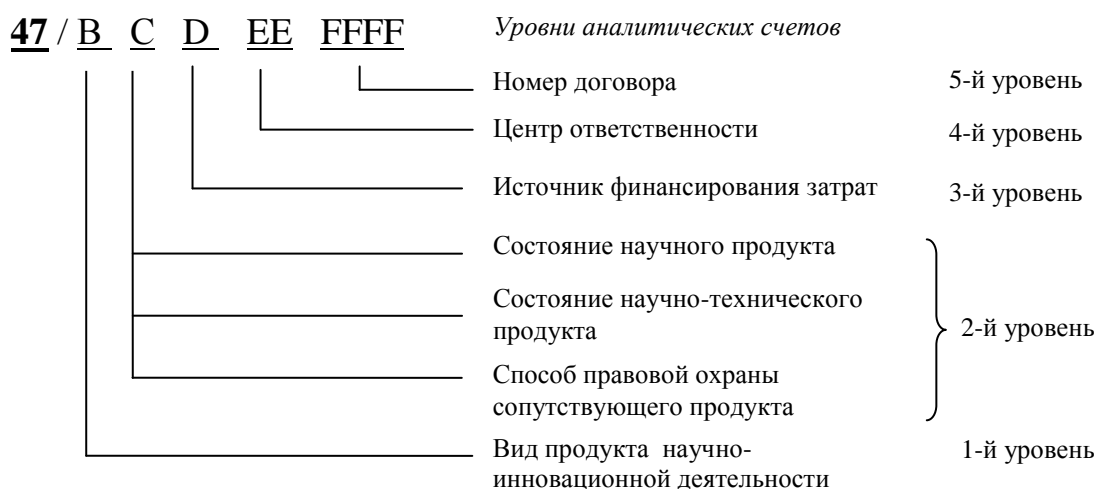 47 / B C D EE FFFF Уровни аналитических счетов
Номер договора 5-й уровень
Центр ответственности 4-й уровень
Источник финансирования затрат 3-й уровень
Состояние научного продукта
Состояние научно-технического
продукта 2-й уровень
Способ правовой охраны
сопутствующего продукта
Вид продукта научно- 1-й уровень
инновационной деятельности